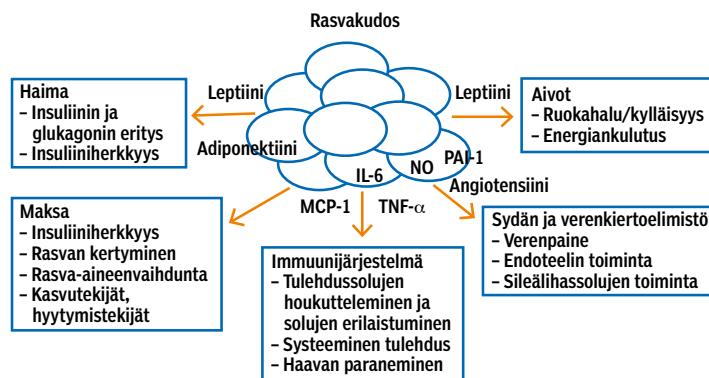 Rasvakudos
Haima
– Insuliinin ja
glukagonin eritys
– Insuliiniherkkyys
Leptiini
Leptiini
Aivot
– Ruokahalu/kylläisyys
– Energiankulutus
Adiponektiini
IL-6
NO
PAI-1
Angiotensiini
MCP-1
TNF-α
Maksa
– Insuliiniherkkyys
– Rasvan kertyminen
– Rasva-aineenvaihdunta
– Kasvutekijät,
hyytymistekijät
Immuunijärjestelmä
– Tulehdussolujen
houkutteleminen ja
solujen erilaistuminen
– Systeeminen tulehdus
– Haavan paraneminen
Sydän ja verenkiertoelimistö
– Verenpaine
– Endoteelin toiminta
– Sileälihassolujen toiminta